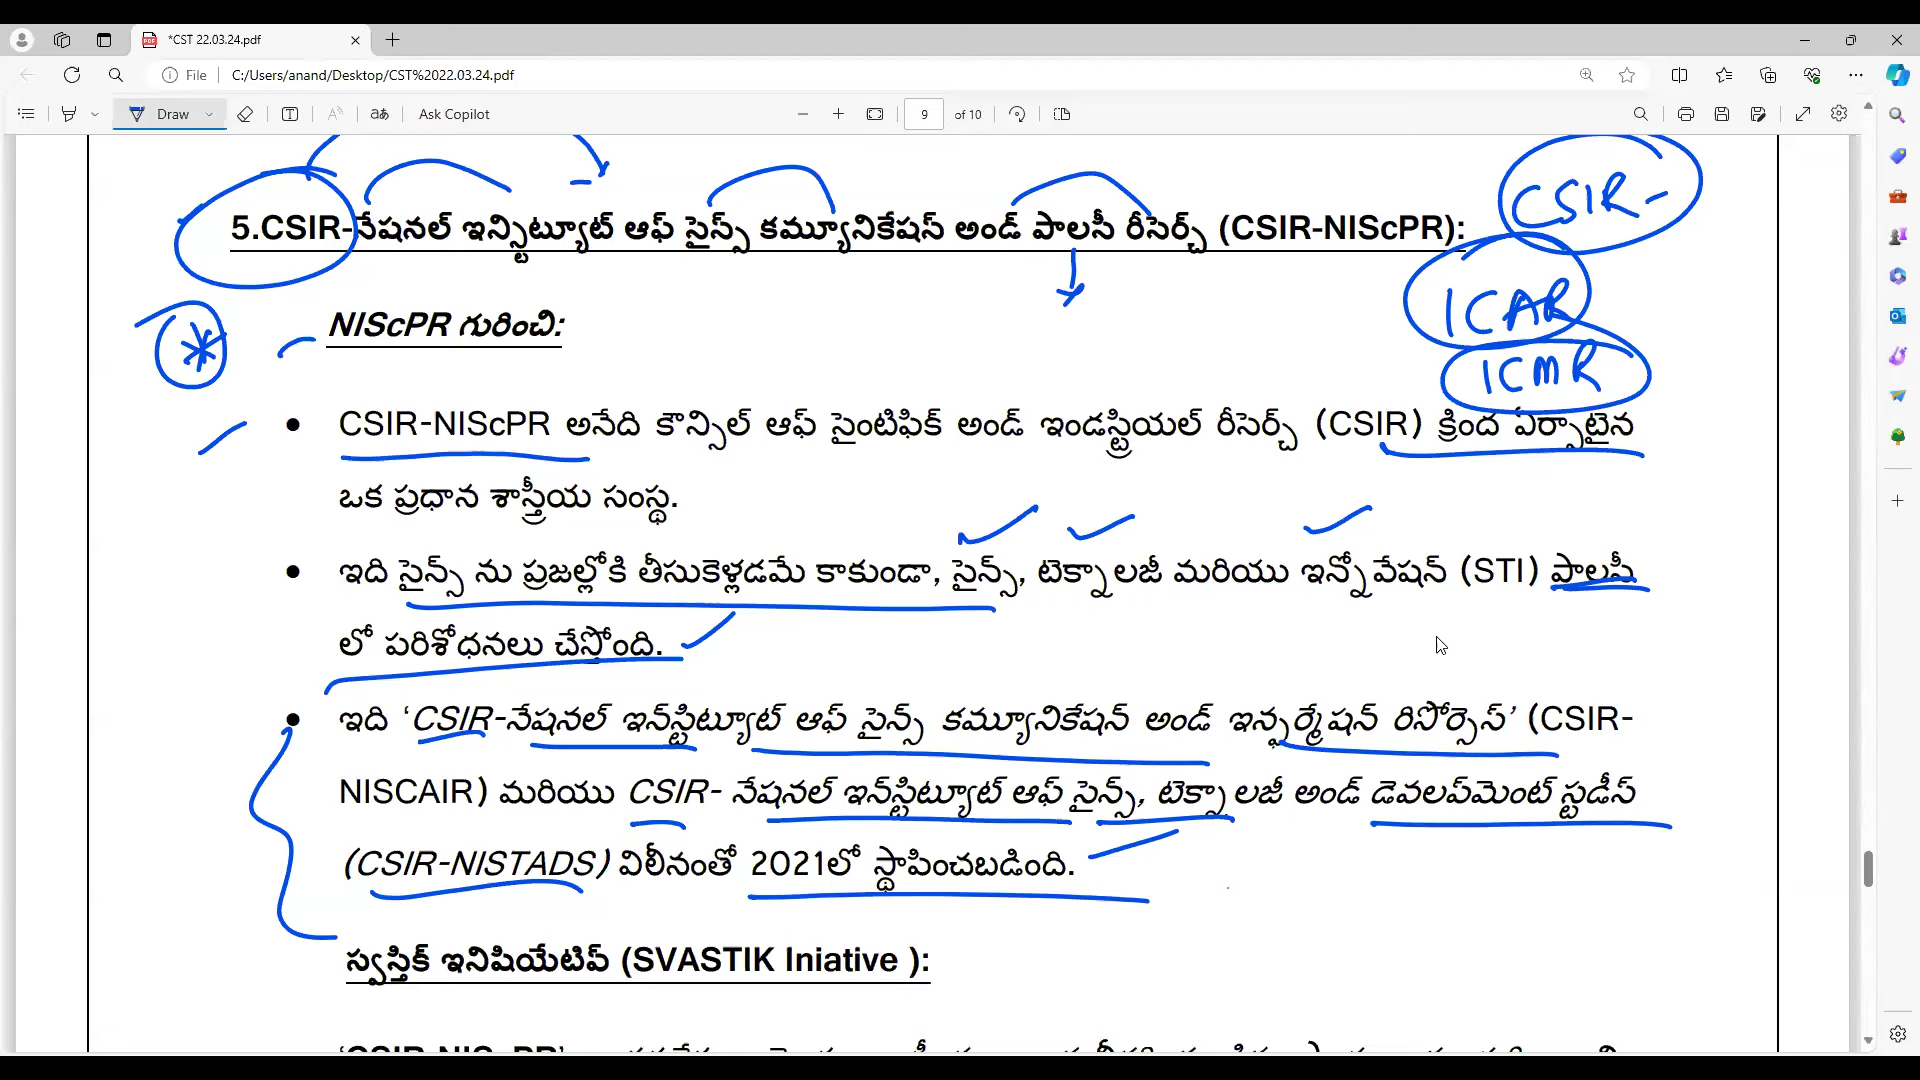 *CST 22.03.24.pdf
File
C:/Users/anand/Desktop/CST%2022.03.24.pdf
Draw
Ask Copilot
9 of 10
CSIR-
5.CSIR-నేషనల్ ఇన్స్టిట్యూట్ ఆఫ్ సైన్స్ కమ్యూనికేషన్ అండ్ పాలసీ రీసెర్చ్ (CSIR-NIScPR):
ICAR
NIScPR గురించి:
ICMR
• CSIR-NIScPR అనేది కౌన్సిల్ ఆఫ్ సైంటిఫిక్ అండ్ ఇండస్ట్రియల్ రీసెర్చ్ (CSIR) క్రింద ఏర్పాటైన
ఒక ప్రధాన శాస్త్రీయ సంస్థ.
• ఇది సైన్స్ ను ప్రజల్లోకి తీసుకెళ్లడమే కాకుండా, సైన్స్, టెక్నాలజీ మరియు ఇన్నోవేషన్ (STI) పాలసీ
లో పరిశోధనలు చేస్తోంది.
• ఇది ‘CSIR-నేషనల్ ఇన్‌స్టిట్యూట్ ఆఫ్ సైన్స్ కమ్యూనికేషన్ అండ్ ఇన్ఫర్మేషన్ రిసోర్సెస్’ (CSIR-
NISCAIR) మరియు CSIR- నేషనల్ ఇన్‌స్టిట్యూట్ ఆఫ్ సైన్స్, టెక్నాలజీ అండ్ డెవలప్‌మెంట్ స్టడీస్
(CSIR-NISTADS) విలీనంతో 2021లో స్థాపించబడింది.
స్వస్తిక్ ఇనిషియేటివ్ (SVASTIK Iniative ):